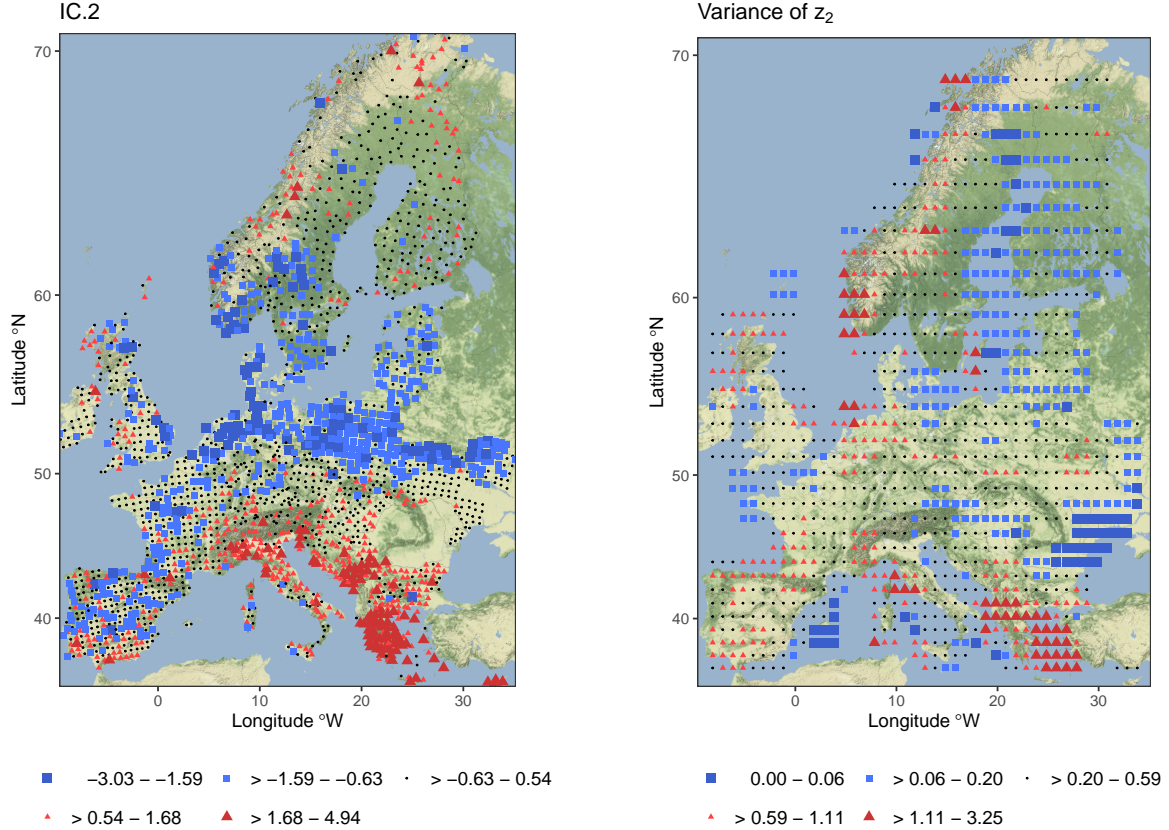 IC.2
Variance of z₂
70
60
50
40
Latitude °N
0 10 20 30
Longitude °W
70
60
50
40
Latitude °N
0 10 20 30
Longitude °W
−3.03 − −1.59 > −1.59 − −0.63 > −0.63 − 0.54
> 0.54 − 1.68 > 1.68 − 4.94
0.00 − 0.06 > 0.06 − 0.20 > 0.20 − 0.59
> 0.59 − 1.11 > 1.11 − 3.25